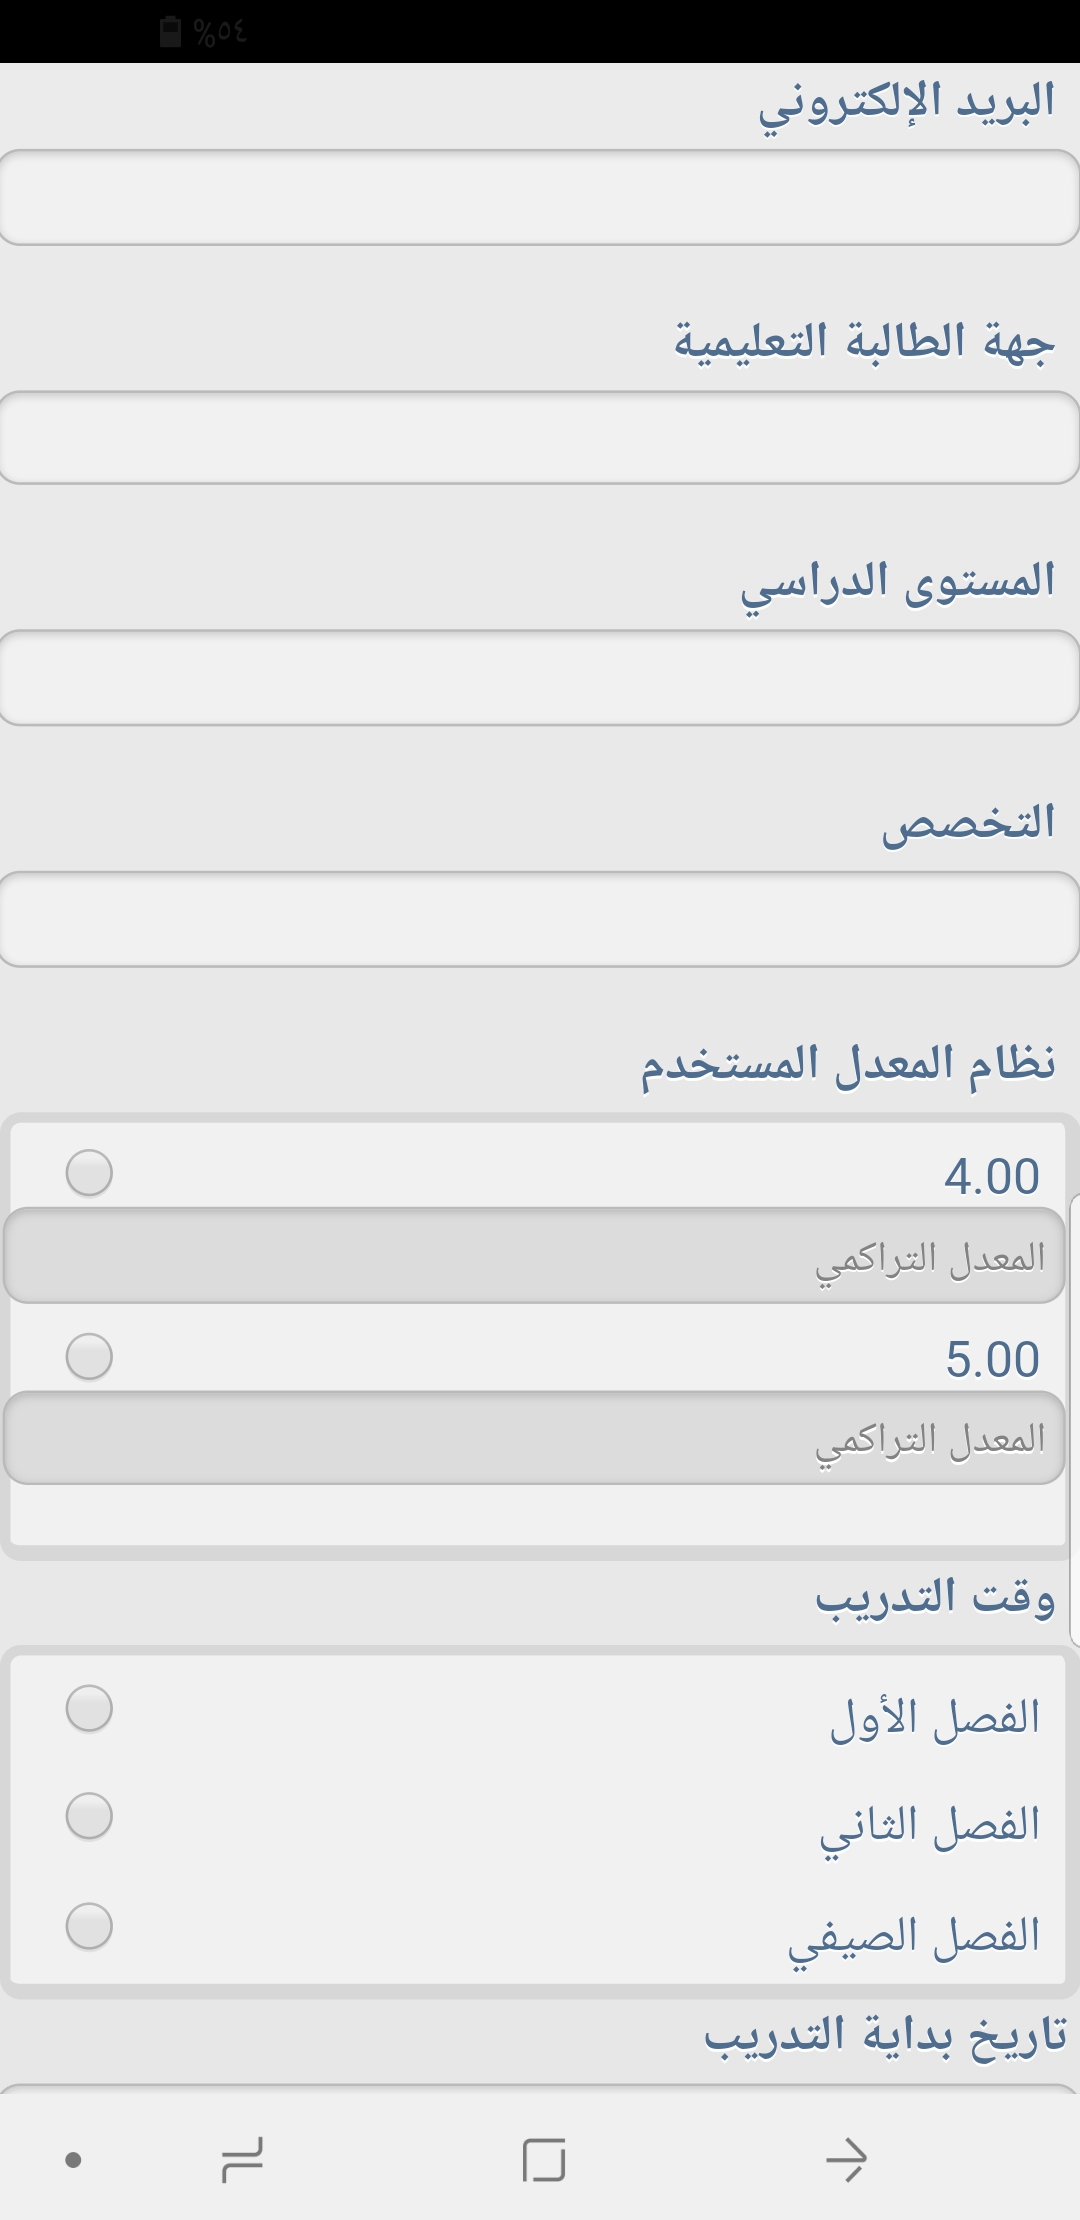 %٥٤
البريد الإلكتروني
جهة الطالبة التعليمية
المستوى الدراسي
التخصص
نظام المعدل المستخدم
4.00
المعدل التراكمي
5.00
المعدل التراكمي
وقت التدريب
الفصل الأول
الفصل الثاني
الفصل الصيفي
تاريخ بداية التدريب